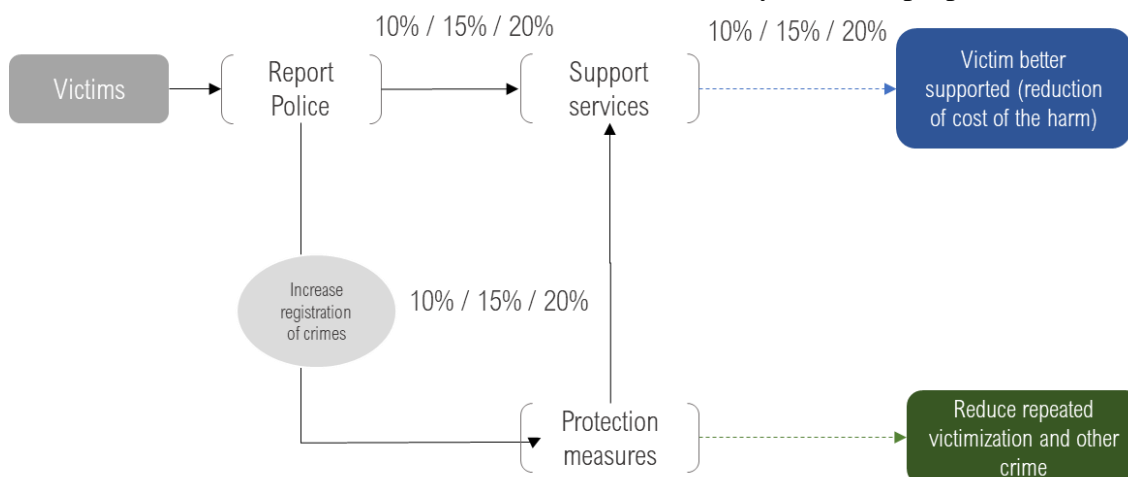 10% / 15% / 20%
10% / 15% / 20%
Victims
Report
Police
Support
services
Victim better
supported (reduction
of cost of the harm)
Increase
registration
of crimes
10% / 15% / 20%
Protection
measures
Reduce repeated
victimization and other
crime